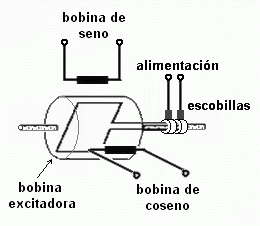 bobina de
seno
alimentación
escobillas
bobina
excitadora
bobina de
coseno